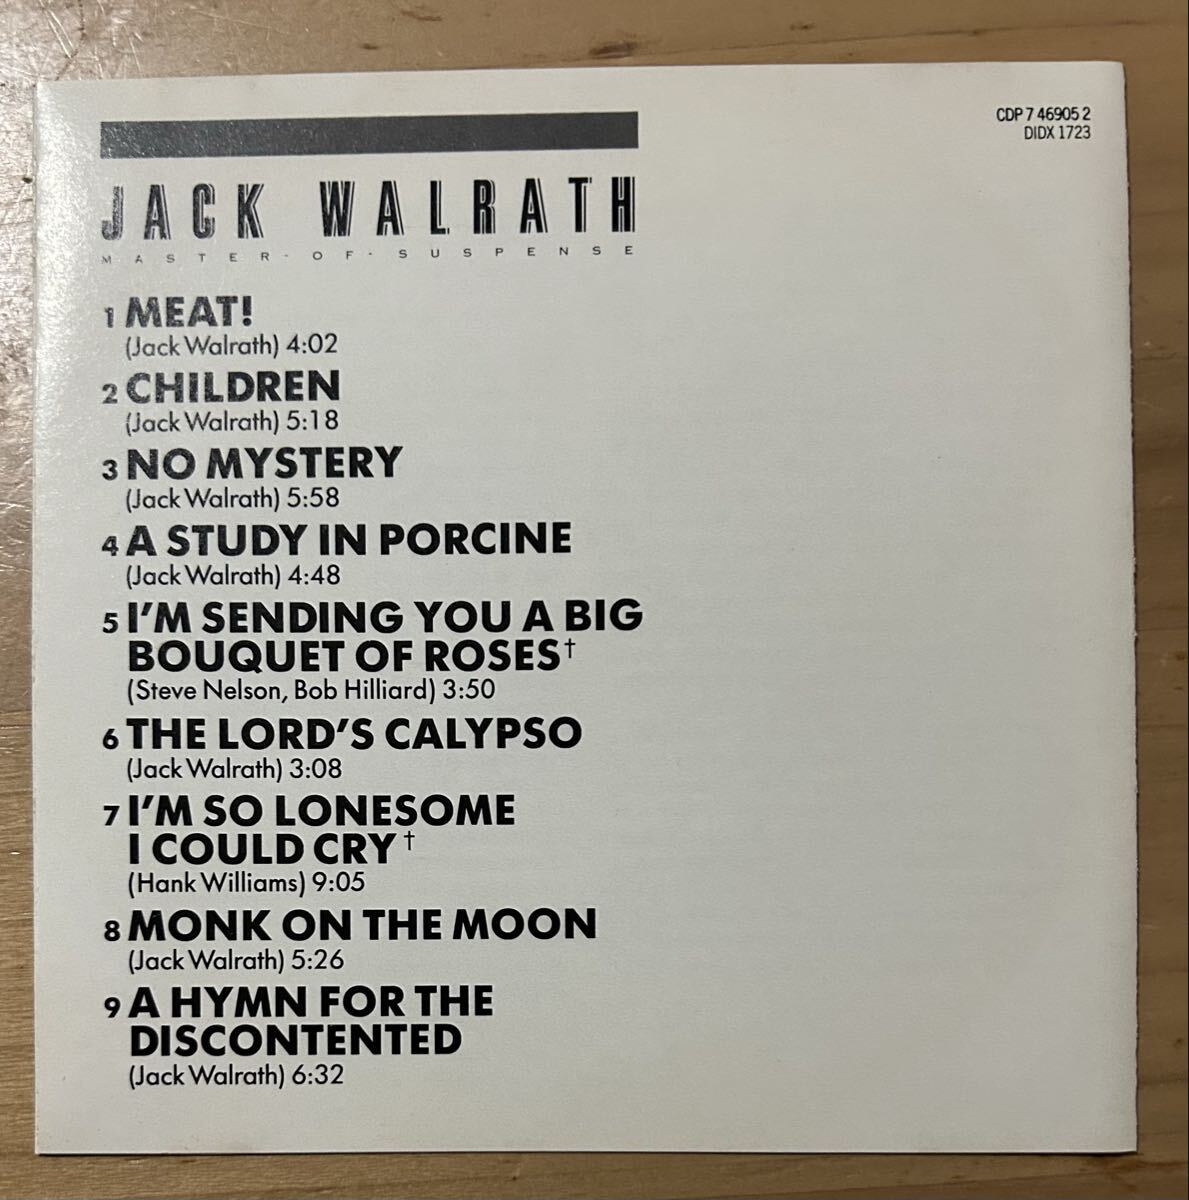 CDP 7 46905 2
DIDX 1723
JACK WALRATH
MASTER·OF·SUSPENSE
1 MEAT!
(Jack Walrath) 4:02
2 CHILDREN
(Jack Walrath) 5:18
3 NO MYSTERY
(Jack Walrath) 5:58
4 A STUDY IN PORCINE
(Jack Walrath) 4:48
5 I'M SENDING YOU A BIG
BOUQUET OF ROSES†
(Steve Nelson, Bob Hilliard) 3:50
6 THE LORD'S CALYPSO
(Jack Walrath) 3:08
7 I'M SO LONESOME
I COULD CRY†
(Hank Williams) 9:05
8 MONK ON THE MOON
(Jack Walrath) 5:26
9 A HYMN FOR THE
DISCONTENTED
(Jack Walrath) 6:32